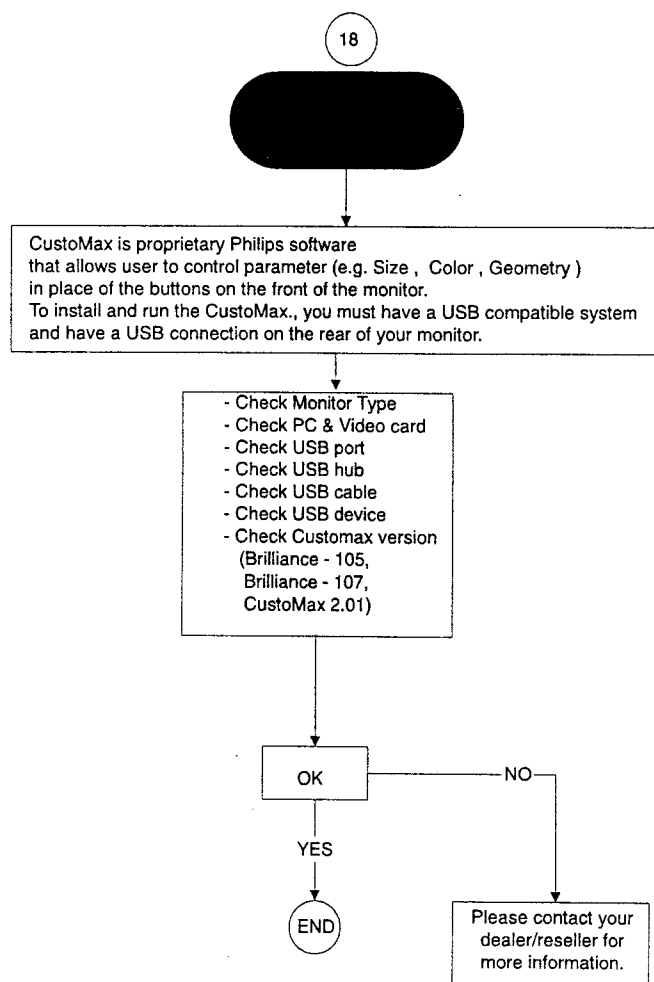 18
CustoMax is proprietary Philips software
that allows user to control parameter (e.g. Size , Color , Geometry )
in place of the buttons on the front of the monitor.
To install and run the CustoMax., you must have a USB compatible system
and have a USB connection on the rear of your monitor.
- Check Monitor Type
- Check PC & Video card
- Check USB port
- Check USB hub
- Check USB cable
- Check USB device
- Check Customax version
(Brilliance - 105,
Brilliance - 107,
CustoMax 2.01)
OK
NO
YES
END
Please contact your
dealer/reseller for
more information.